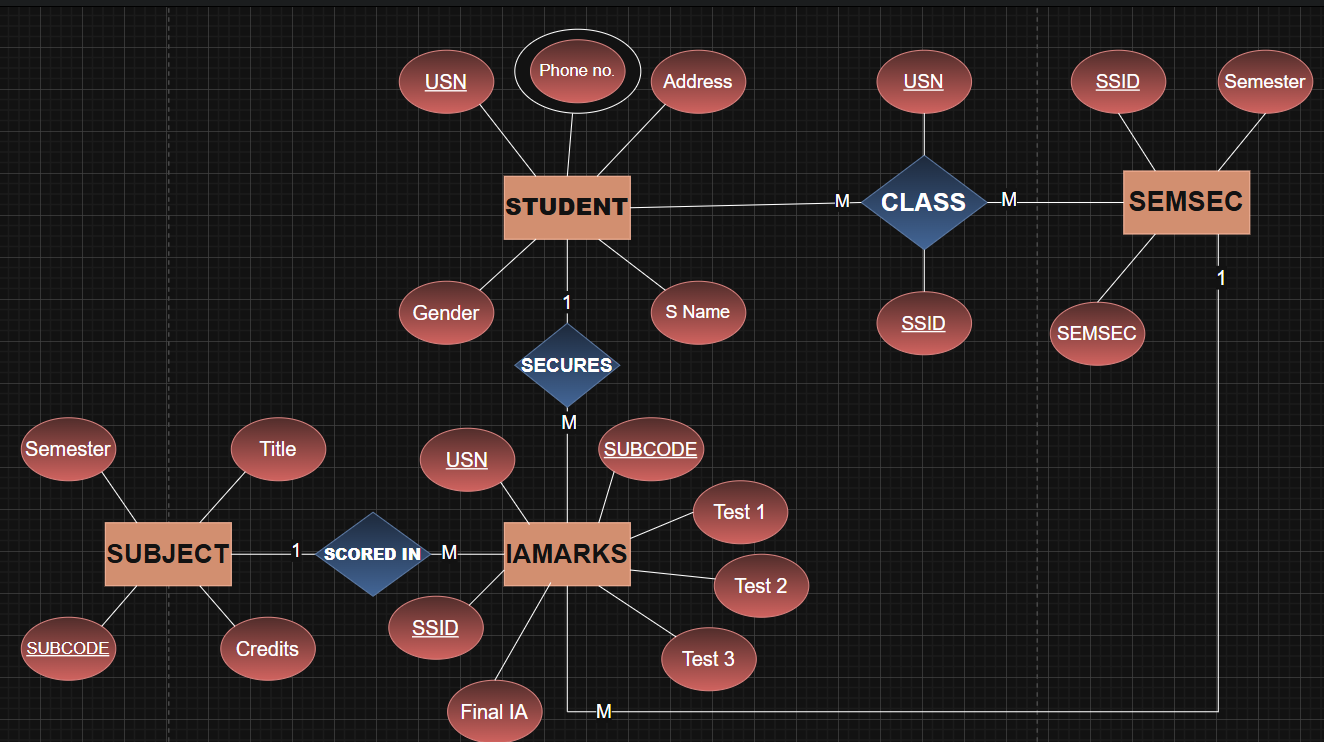 USN
Phone no.
Address
USN
SSID
Semester
STUDENT
M
CLASS
M
SEMSEC
1
Gender
1
S Name
SSID
SEMSEC
SECURES
M
Semester
Title
USN
SUBCODE
Test 1
SUBJECT
1
SCORED IN
M
IAMARKS
Test 2
SSID
SUBCODE
Credits
Test 3
Final IA
M